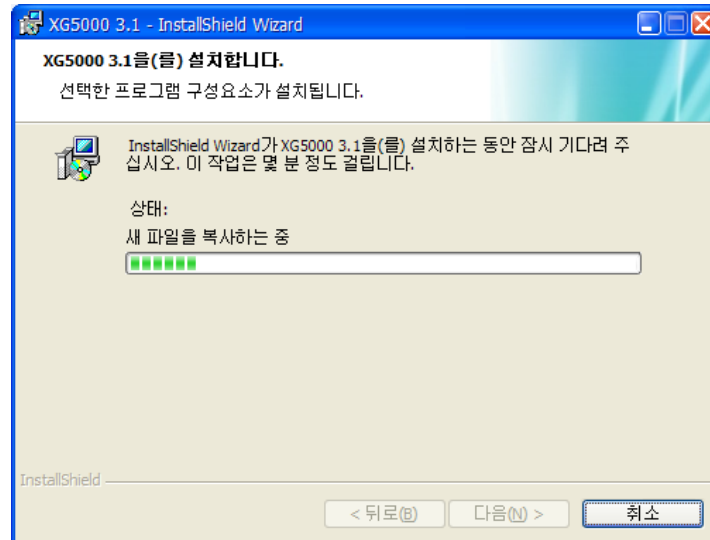 XG5000 3.1 - InstallShield Wizard
XG5000 3.1을(를) 설치합니다.
선택한 프로그램 구성요소가 설치됩니다.
InstallShield Wizard가 XG5000 3.1을(를) 설치하는 동안 잠시 기다려 주
십시오. 이 작업은 몇 분 정도 걸립니다.
상태:
새 파일을 복사하는 중
InstallShield
< 뒤로(B) 다음(N) > 취소